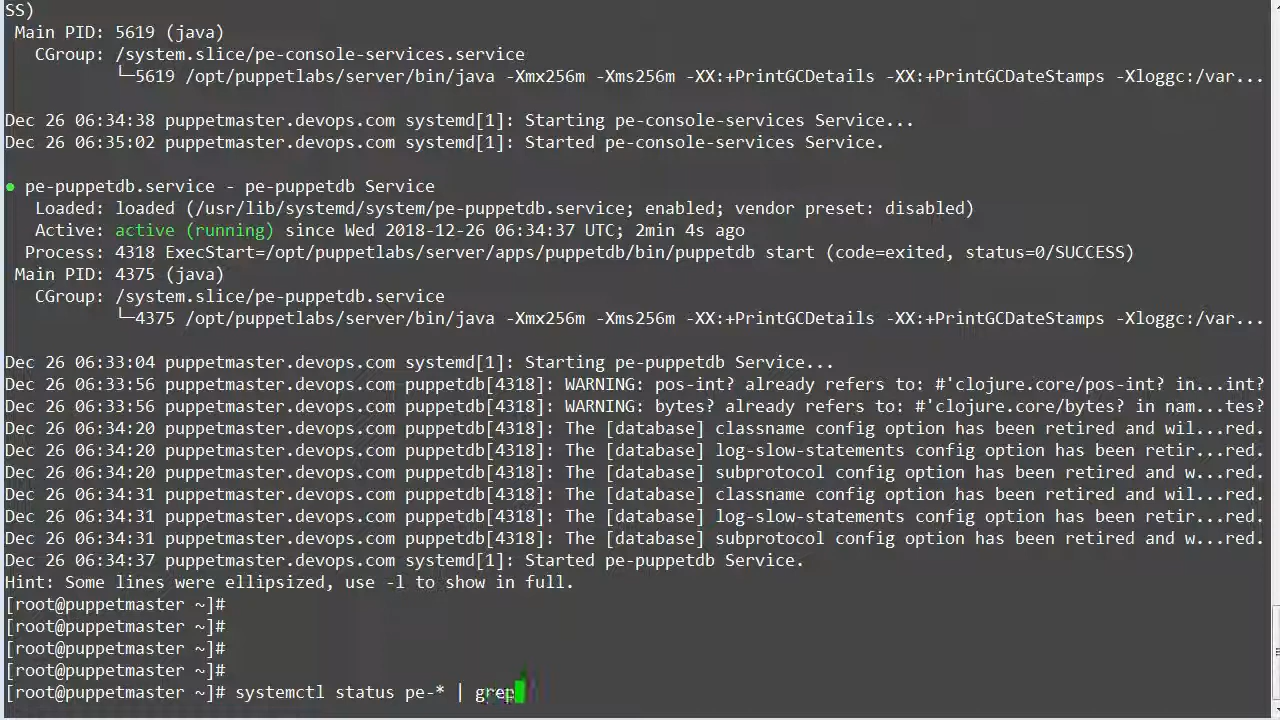 SS)
Main PID: 5619 (java)
CGroup: /system.slice/pe-console-services.service
└─5619 /opt/puppetlabs/server/bin/java -Xmx256m -Xms256m -XX:+PrintGCDetails -XX:+PrintGCDateStamps -Xloggc:/var...
Dec 26 06:34:38 puppetmaster.devops.com systemd[1]: Starting pe-console-services Service...
Dec 26 06:35:02 puppetmaster.devops.com systemd[1]: Started pe-console-services Service.
● pe-puppetdb.service - pe-puppetdb Service
Loaded: loaded (/usr/lib/systemd/system/pe-puppetdb.service; enabled; vendor preset: disabled)
Active: active (running) since Wed 2018-12-26 06:34:37 UTC; 2min 4s ago
Process: 4318 ExecStart=/opt/puppetlabs/server/apps/puppetdb/bin/puppetdb start (code=exited, status=0/SUCCESS)
Main PID: 4375 (java)
CGroup: /system.slice/pe-puppetdb.service
└─4375 /opt/puppetlabs/server/bin/java -Xmx256m -Xms256m -XX:+PrintGCDetails -XX:+PrintGCDateStamps -Xloggc:/var...
Dec 26 06:33:04 puppetmaster.devops.com systemd[1]: Starting pe-puppetdb Service...
Dec 26 06:33:56 puppetmaster.devops.com puppetdb[4318]: WARNING: pos-int? already refers to: #'clojure.core/pos-int? in...int?
Dec 26 06:33:56 puppetmaster.devops.com puppetdb[4318]: WARNING: bytes? already refers to: #'clojure.core/bytes? in nam...tes?
Dec 26 06:34:20 puppetmaster.devops.com puppetdb[4318]: The [database] classname config option has been retired and wil...red.
Dec 26 06:34:20 puppetmaster.devops.com puppetdb[4318]: The [database] log-slow-statements config option has been retir...red.
Dec 26 06:34:20 puppetmaster.devops.com puppetdb[4318]: The [database] subprotocol config option has been retired and w...red.
Dec 26 06:34:31 puppetmaster.devops.com puppetdb[4318]: The [database] classname config option has been retired and wil...red.
Dec 26 06:34:31 puppetmaster.devops.com puppetdb[4318]: The [database] log-slow-statements config option has been retir...red.
Dec 26 06:34:31 puppetmaster.devops.com puppetdb[4318]: The [database] subprotocol config option has been retired and w...red.
Dec 26 06:34:37 puppetmaster.devops.com systemd[1]: Started pe-puppetdb Service.
Hint: Some lines were ellipsized, use -l to show in full.
[root@puppetmaster ~]#
[root@puppetmaster ~]#
[root@puppetmaster ~]#
[root@puppetmaster ~]#
[root@puppetmaster ~]# systemctl status pe-* | grep